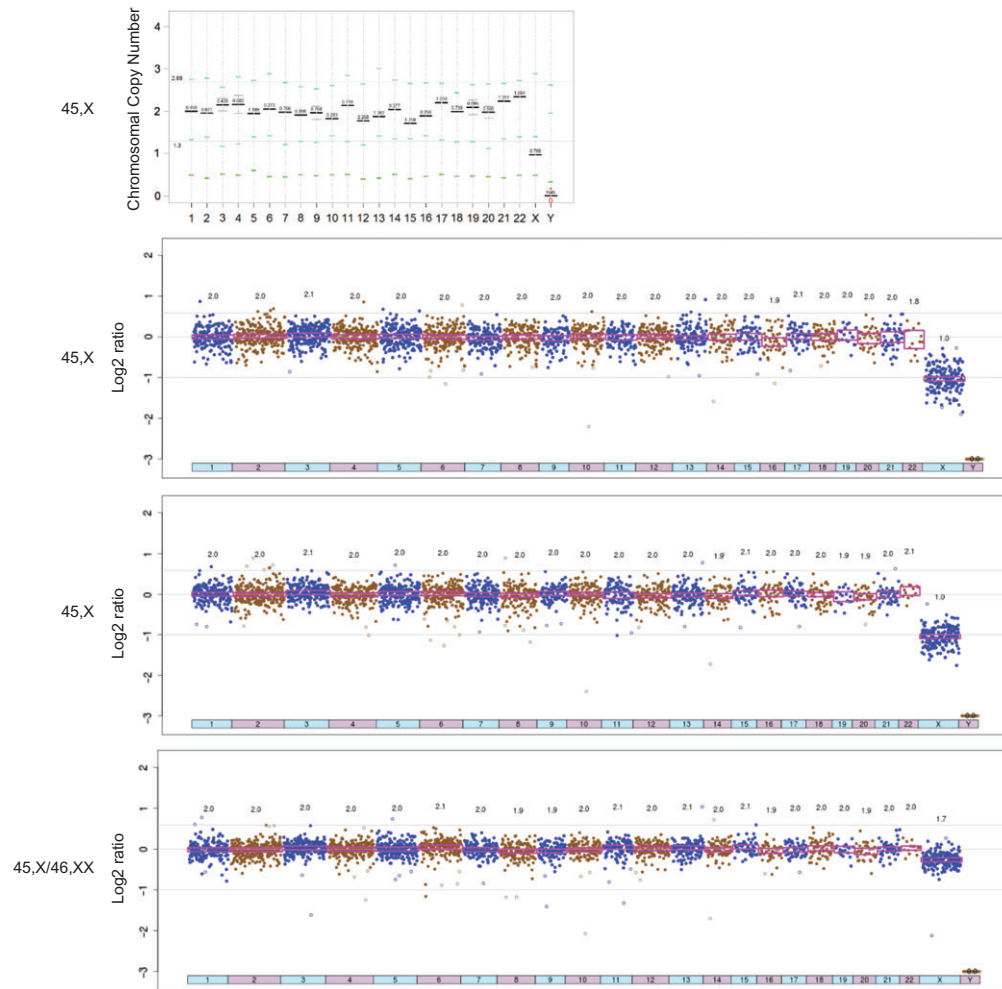 45,X
Chromosomal Copy Number
4
3
2
1
0
1 2 3 4 5 6 7 8 9 10 11 12 13 14 15 16 17 18 19 20 21 22 X Y
45,X
Log2 ratio
2
1
0
-1
-2
-3
2.0 2.0 2.1 2.0 2.0 2.0 2.0 2.0 2.0 2.0 2.0 2.0 2.0 2.0 2.0 1.9 2.1 2.0 2.0 2.0 2.0 1.8 1.0 0.0
1 2 3 4 5 6 7 8 9 10 11 12 13 14 15 16 17 18 19 20 21 22 X Y
45,X
Log2 ratio
2
1
0
-1
-2
-3
2.0 2.0 2.1 2.0 2.0 2.0 2.0 2.0 2.0 2.0 2.0 2.0 2.0 1.9 2.1 2.0 2.0 2.0 1.9 1.9 2.0 2.1 1.0
1 2 3 4 5 6 7 8 9 10 11 12 13 14 15 16 17 18 19 20 21 22 X Y
45,X/46,XX
Log2 ratio
2
1
0
-1
-2
-3
2.0 2.0 2.0 2.0 2.0 2.1 2.0 1.9 1.9 2.0 2.1 2.0 2.1 2.0 2.1 1.9 2.0 2.0 2.0 1.9 2.0 2.0 1.7
1 2 3 4 5 6 7 8 9 10 11 12 13 14 15 16 17 18 19 20 21 22 X Y